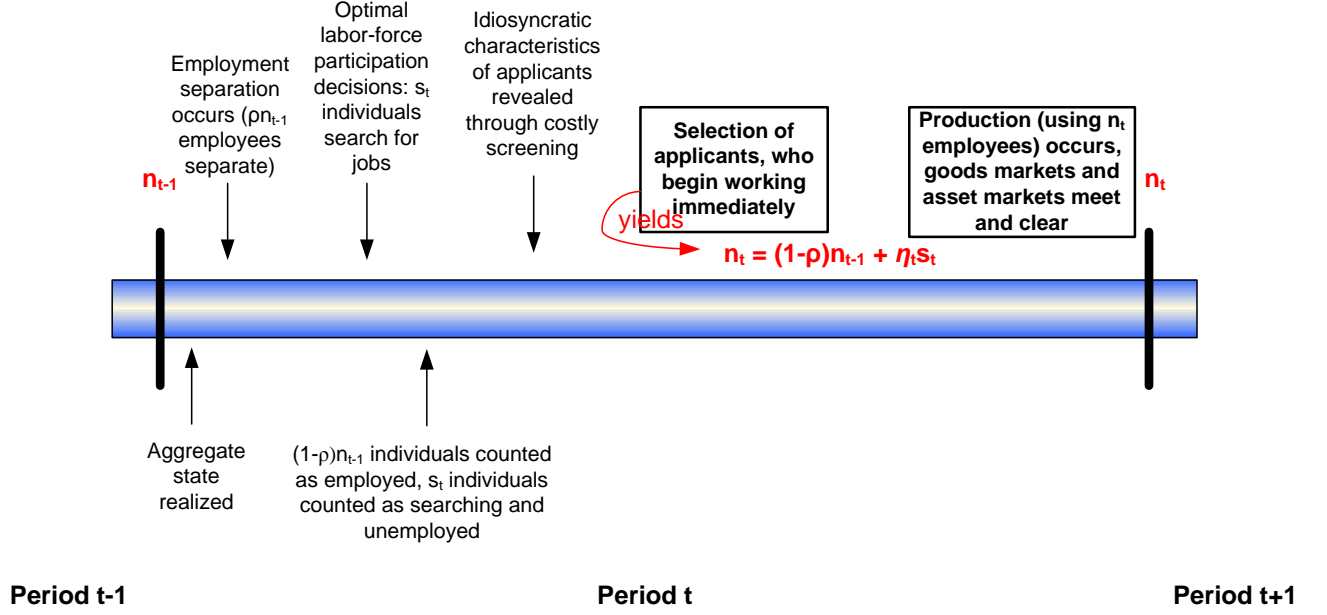 Employment
separation
occurs (ρnt-1
employees
separate)
Optimal
labor-force
participation
decisions: st
individuals
search for
jobs
Idiosyncratic
characteristics
of applicants
revealed
through costly
screening
Selection of
applicants, who
begin working
immediately
Production (using nt
employees) occurs,
goods markets and
asset markets meet
and clear
nt-1
nt
yields
nt = (1-ρ)nt-1 + ηtst
Aggregate
state
realized
(1-ρ)nt-1 individuals counted
as employed, st individuals
counted as searching and
unemployed
Period t-1
Period t
Period t+1